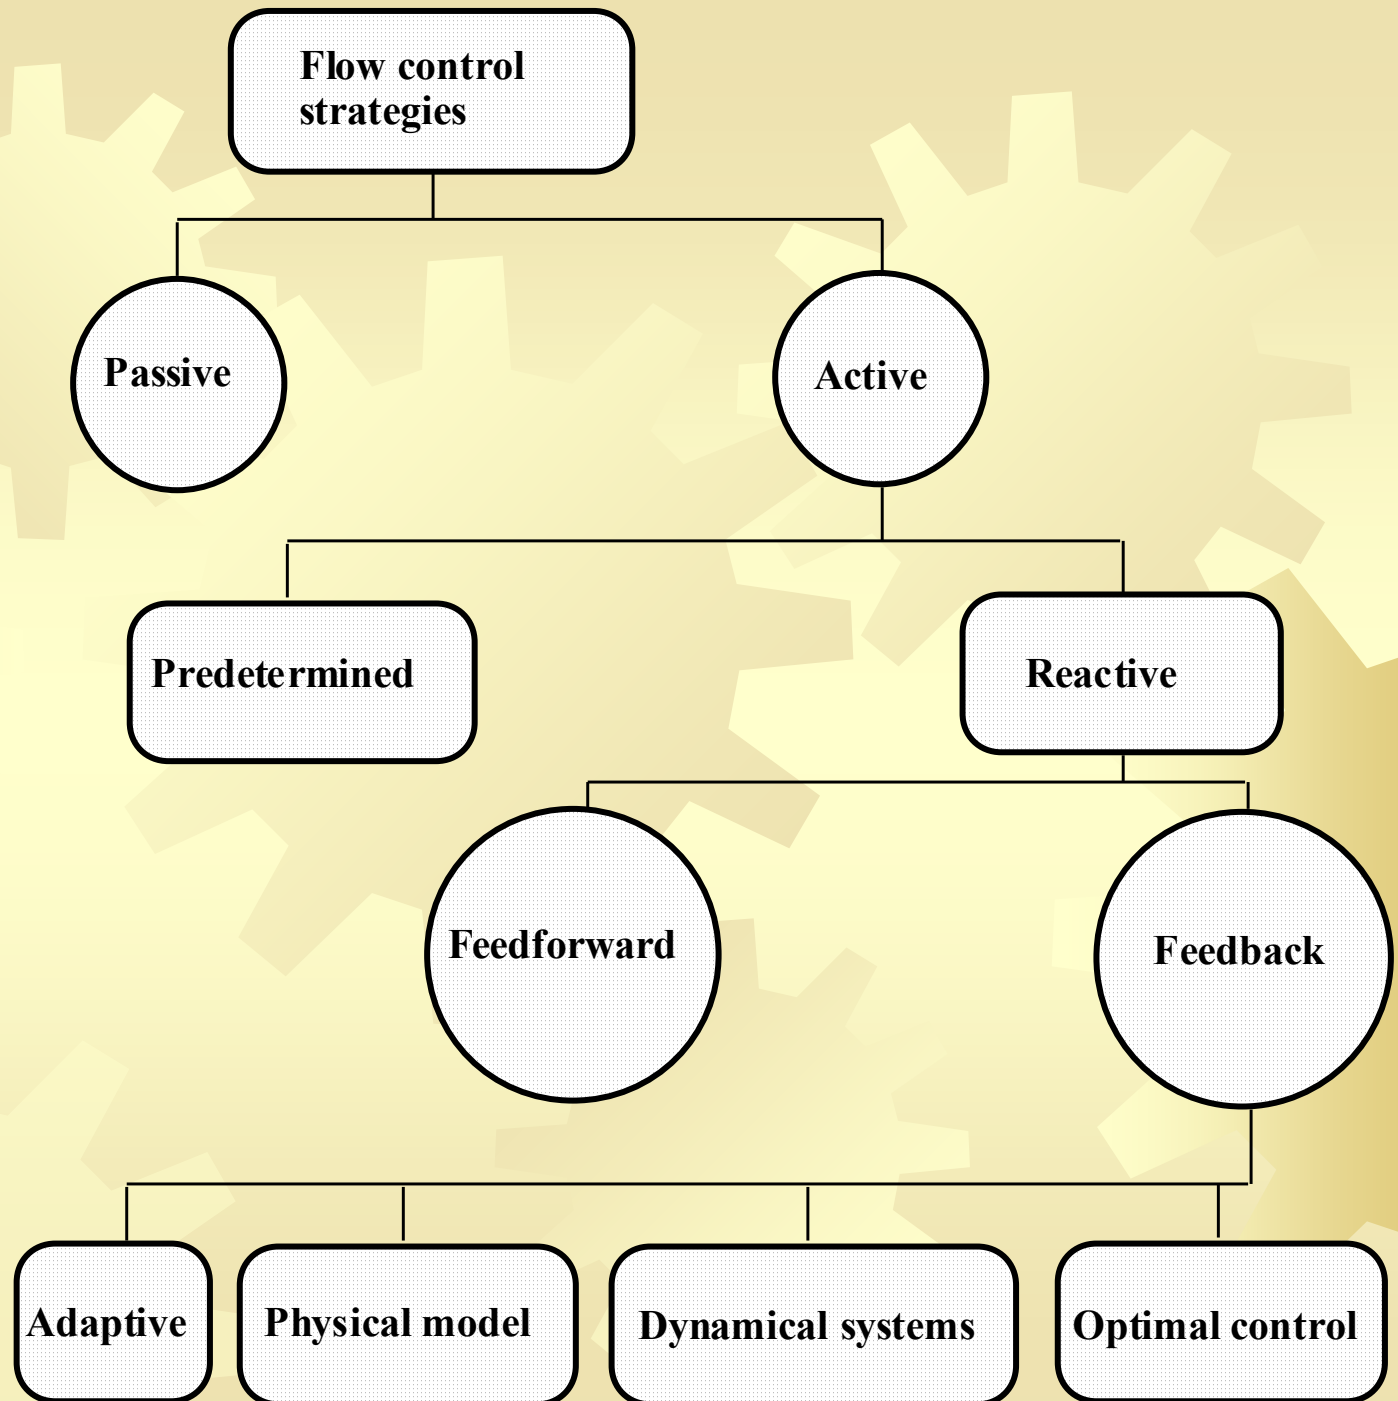 Flow control
strategies
Passive
Active
Predetermined
Reactive
Feedforward
Feedback
Adaptive
Physical model
Dynamical systems
Optimal control